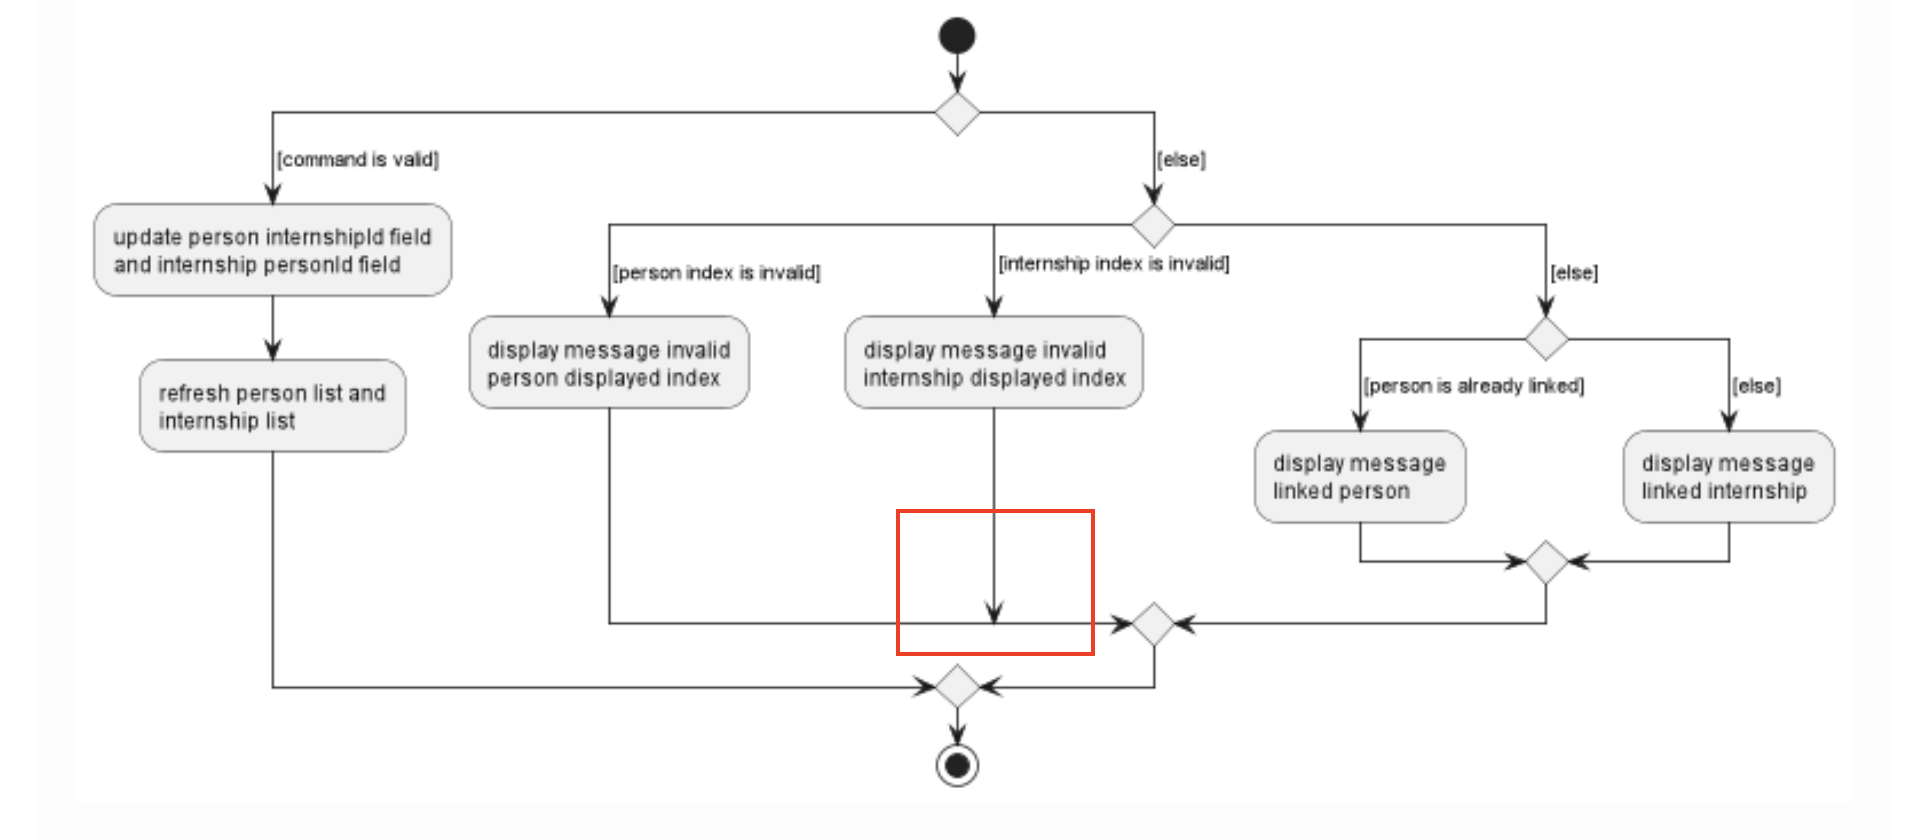 [command is valid]
[else]
update person internshipId field
and internship personId field
[person index is invalid]
[internship index is invalid]
[else]
display message invalid
person displayed index
display message invalid
internship displayed index
refresh person list and
internship list
[person is already linked]
[else]
display message
linked person
display message
linked internship